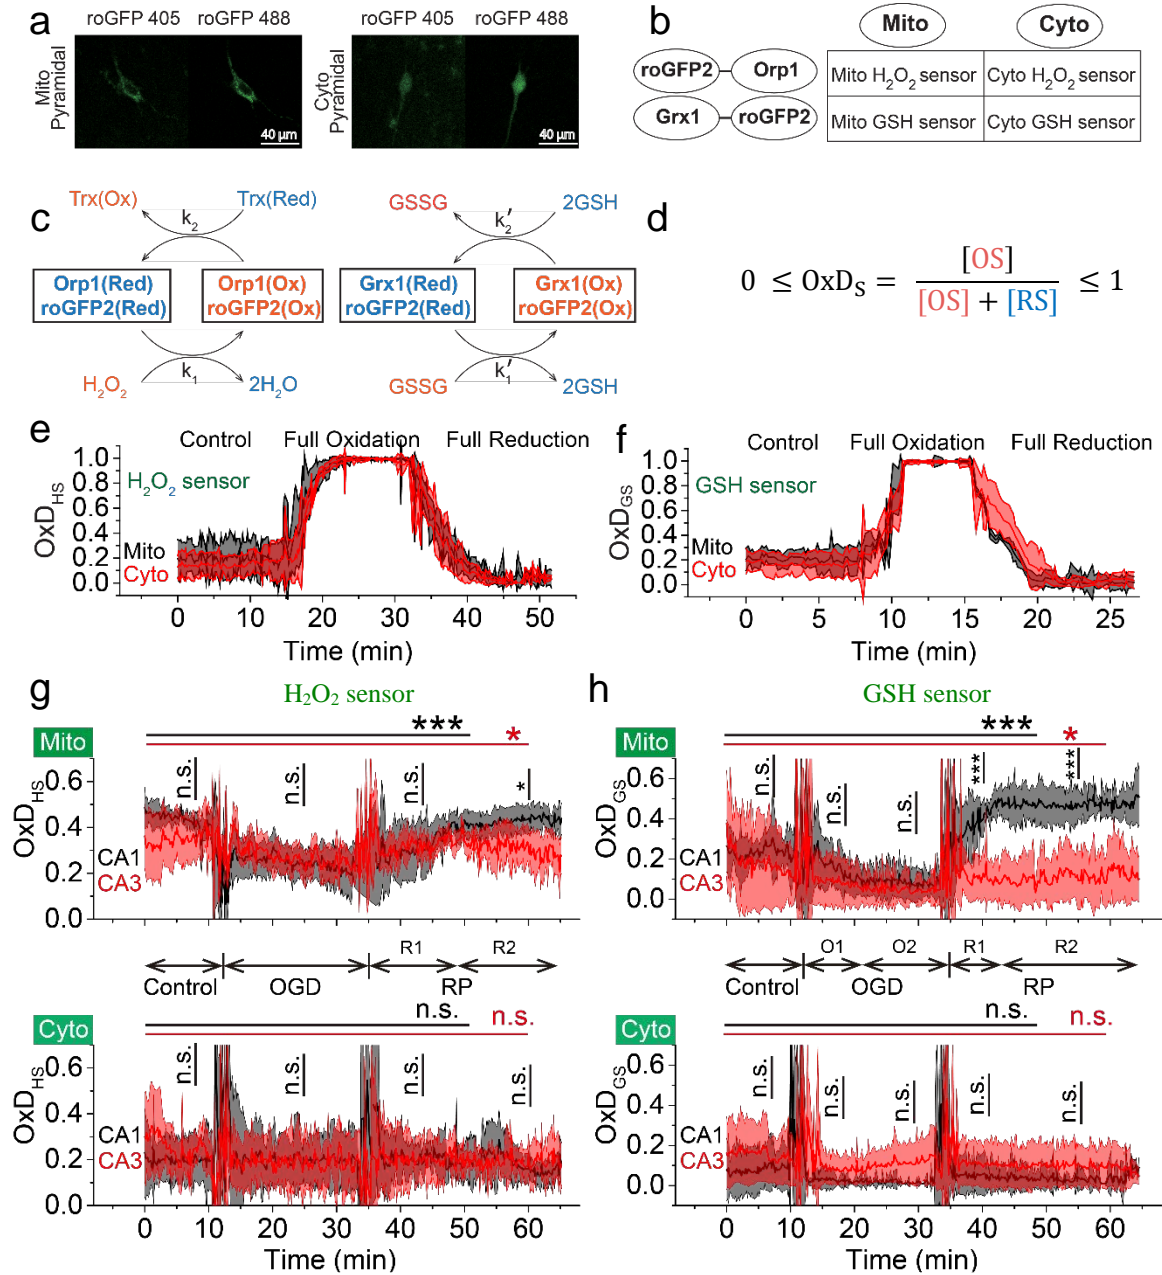 a
roGFP 405 roGFP 488
roGFP 405 roGFP 488
Mito
Pyramidal
40 µm
Cyto
Pyramidal
40 µm
b
Mito Cyto
roGFP2 Orp1 Mito H2O2 sensor Cyto H2O2 sensor
Grx1 roGFP2 Mito GSH sensor Cyto GSH sensor
c
Trx(Ox) Trx(Red)
k2
Orp1(Red) Orp1(Ox)
roGFP2(Red) roGFP2(Ox)
k1
H2O2 2H2O
GSSG 2GSH
k2′
Grx1(Red) Grx1(Ox)
roGFP2(Red) roGFP2(Ox)
k1′
GSSG 2GSH
d
0 ≤ OxDS = [OS] / [OS] + [RS] ≤ 1
e
Control Full Oxidation Full Reduction
H2O2 sensor
OxDHS
1.0
0.8
0.6
0.4
0.2
0.0
Mito
Cyto
0 10 20 30 40 50
Time (min)
f
Control Full Oxidation Full Reduction
GSH sensor
OxDGS
1.0
0.8
0.6
0.4
0.2
0.0
Mito
Cyto
0 5 10 15 20 25
Time (min)
g
H2O2 sensor
Mito
*** *
n.s. n.s. n.s. *
OxDHS
0.6
0.4
0.2
0.0
CA1
CA3
R1 R2
Control OGD RP
Cyto
n.s. n.s.
n.s. n.s. n.s. n.s.
OxDHS
0.6
0.4
0.2
0.0
CA1
CA3
0 10 20 30 40 50 60
Time (min)
h
GSH sensor
Mito
*** *
n.s. n.s. n.s. *** ***
OxDGS
0.6
0.4
0.2
0.0
CA1
CA3
O1 O2 R1 R2
Control OGD RP
Cyto
n.s. n.s.
n.s. n.s. n.s. n.s. n.s.
OxDGS
0.6
0.4
0.2
0.0
CA1
CA3
0 10 20 30 40 50 60
Time (min)